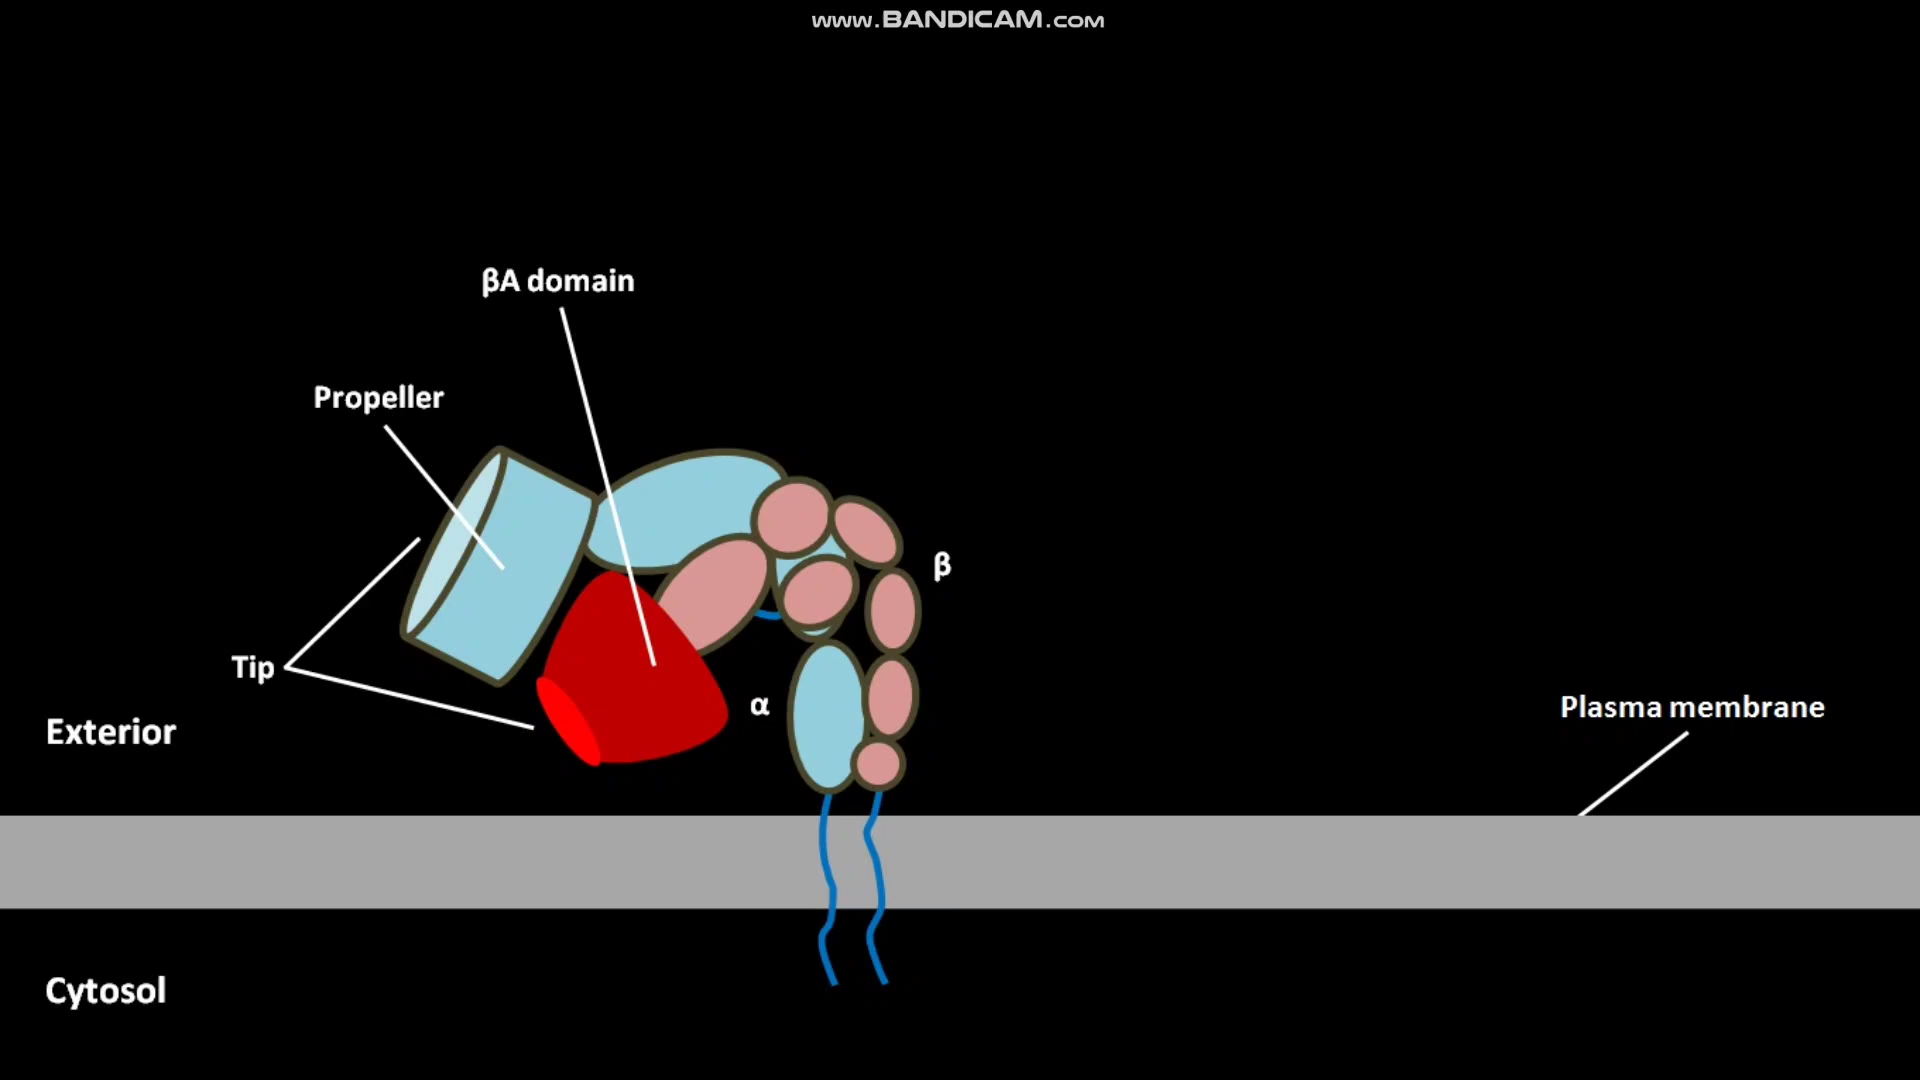 www.BANDICAM.com
βA domain
Propeller
β
Tip
α
Plasma membrane
Exterior
Cytosol